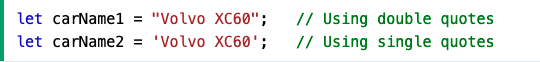 let carName1 = "Volvo XC60";   // Using double quotes
let carName2 = 'Volvo XC60';   // Using single quotes